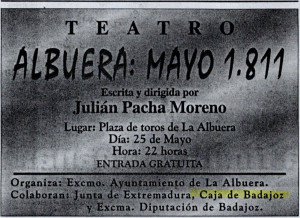 TEATRO
ALBUERA: MAYO 1.811
Escrita y dirigida por
Julián Pacha Moreno
Lugar: Plaza de toros de La Albuera
Día: 25 de Mayo
Hora: 22 horas
ENTRADA GRATUITA
Organiza: Excmo. Ayuntamiento de La Albuera.
Colaboran: Junta de Extremadura, Caja de Badajoz
y Excma. Diputación de Badajoz.